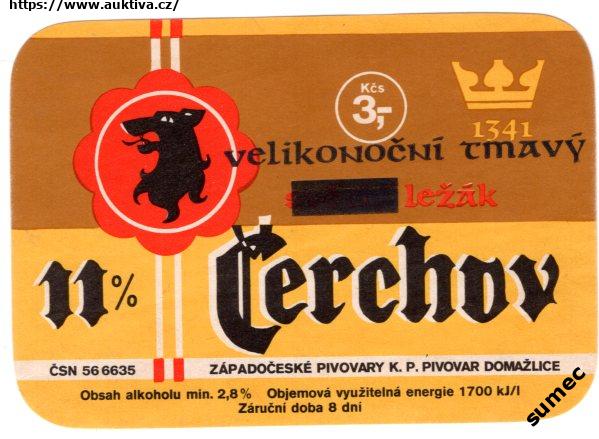 https://www.auktiva.cz/
Kčs
3,-
1341
velikonoční tmavý
ležák
11%
Čerchov
ČSN 56 6635
ZÁPADOČESKÉ PIVOVARY K. P. PIVOVAR DOMAŽLICE
Obsah alkoholu min. 2,8% Objemová využitelná energie 1700 kJ/l
Záruční doba 8 dní
sumec